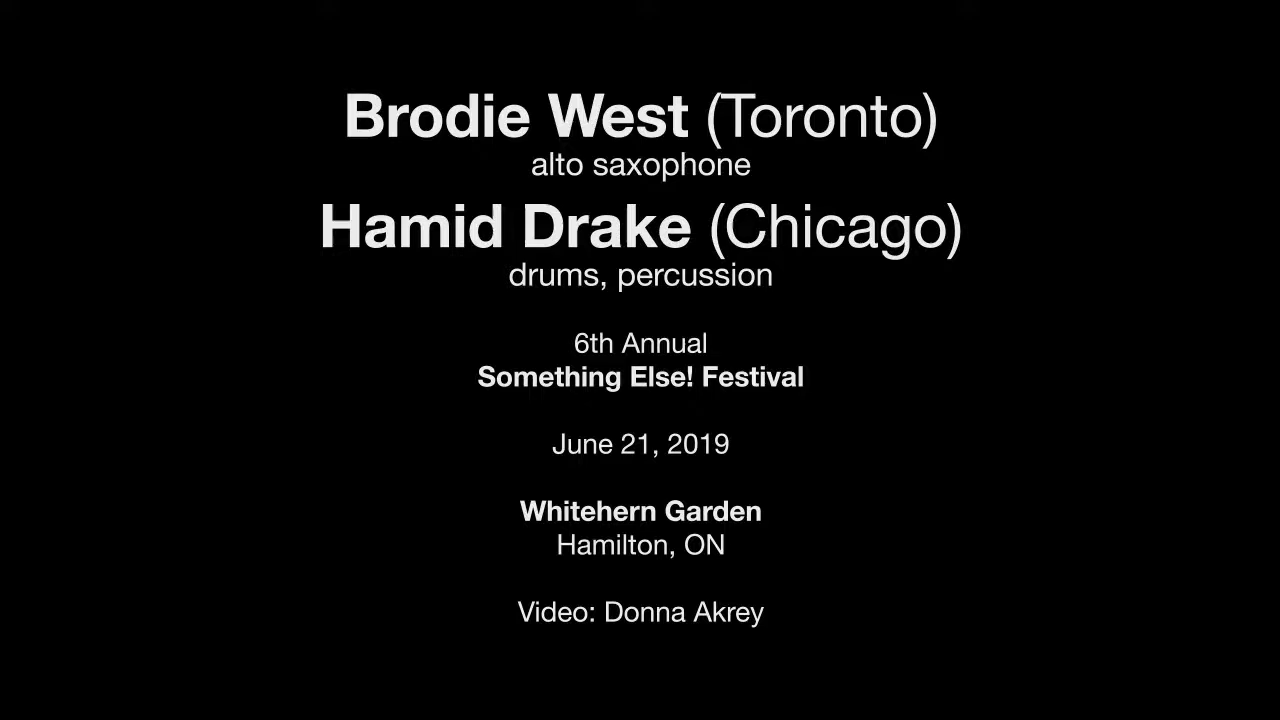 Brodie West (Toronto)
alto saxophone
Hamid Drake (Chicago)
drums, percussion
6th Annual
Something Else! Festival
June 21, 2019
Whitehern Garden
Hamilton, ON
Video: Donna Akrey